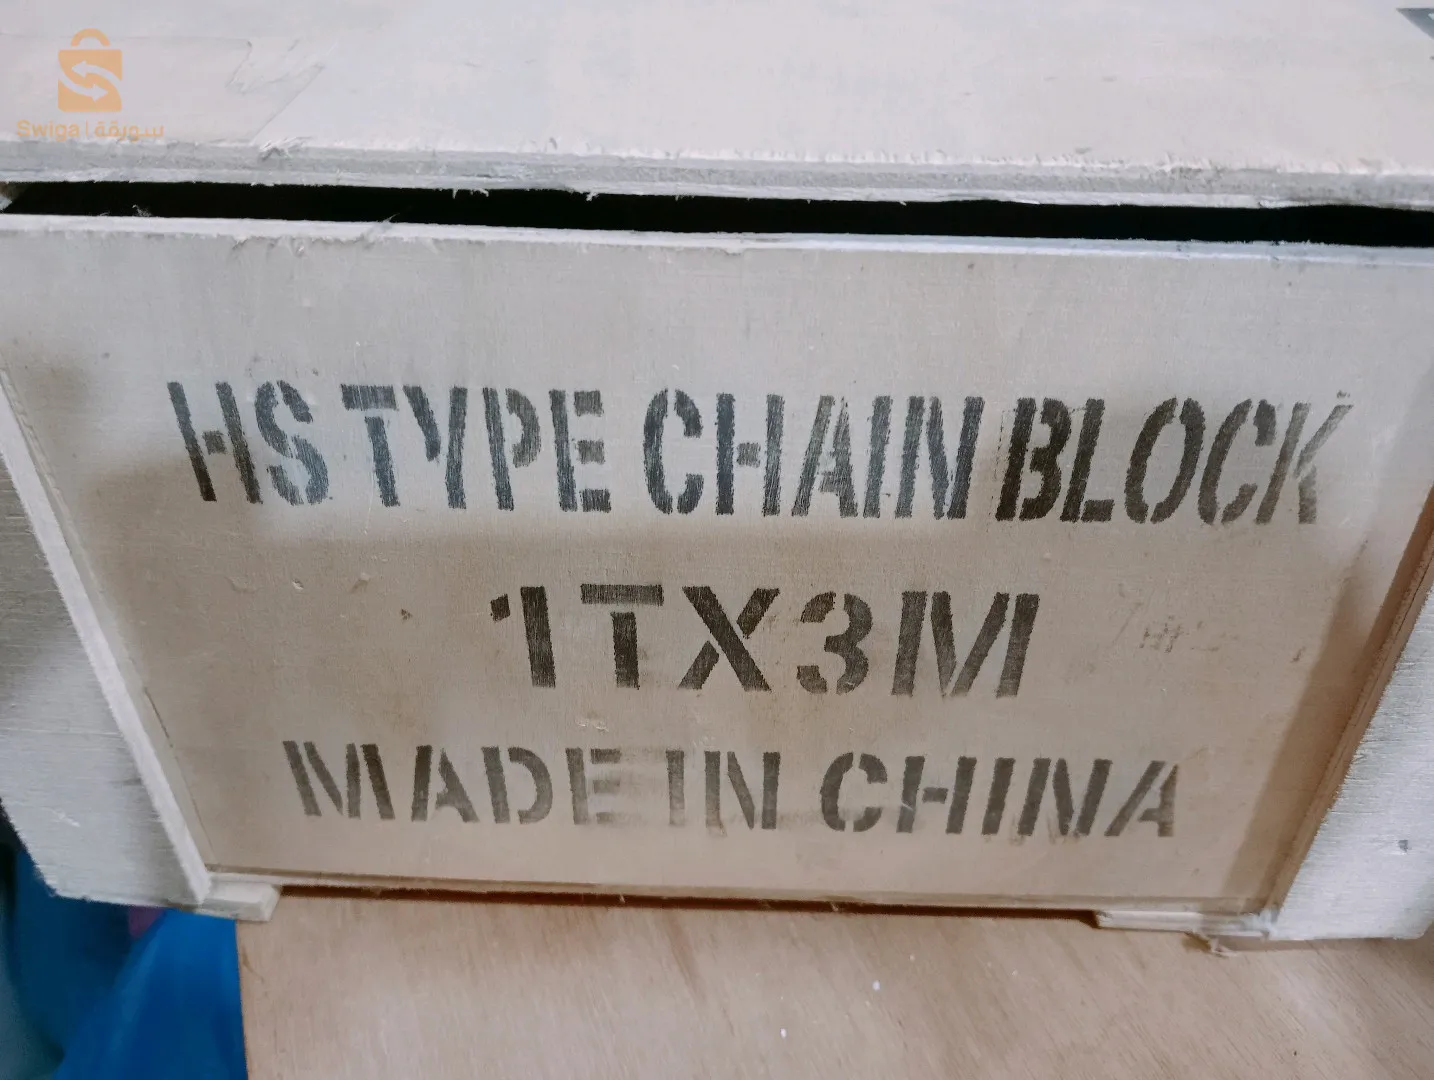 Swiga | سويقة
HS TYPE CHAIN BLOCK
1TX3M
MADE IN CHINA